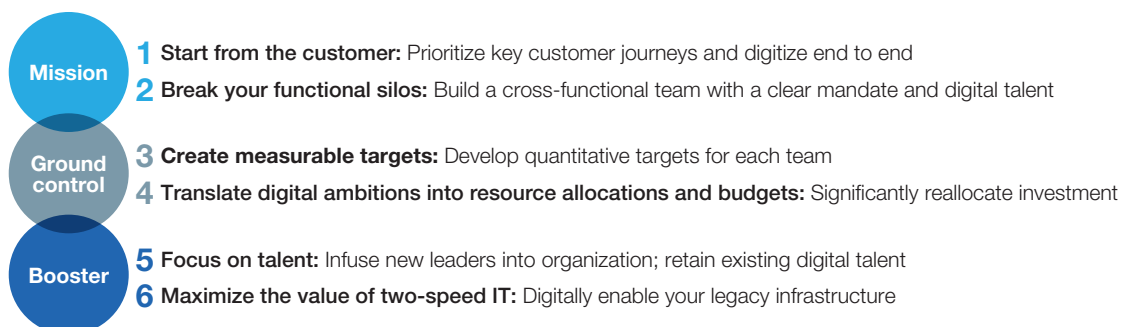 Mission
1 Start from the customer: Prioritize key customer journeys and digitize end to end
2 Break your functional silos: Build a cross-functional team with a clear mandate and digital talent
Ground
control
3 Create measurable targets: Develop quantitative targets for each team
4 Translate digital ambitions into resource allocations and budgets: Significantly reallocate investment
Booster
5 Focus on talent: Infuse new leaders into organization; retain existing digital talent
6 Maximize the value of two-speed IT: Digitally enable your legacy infrastructure